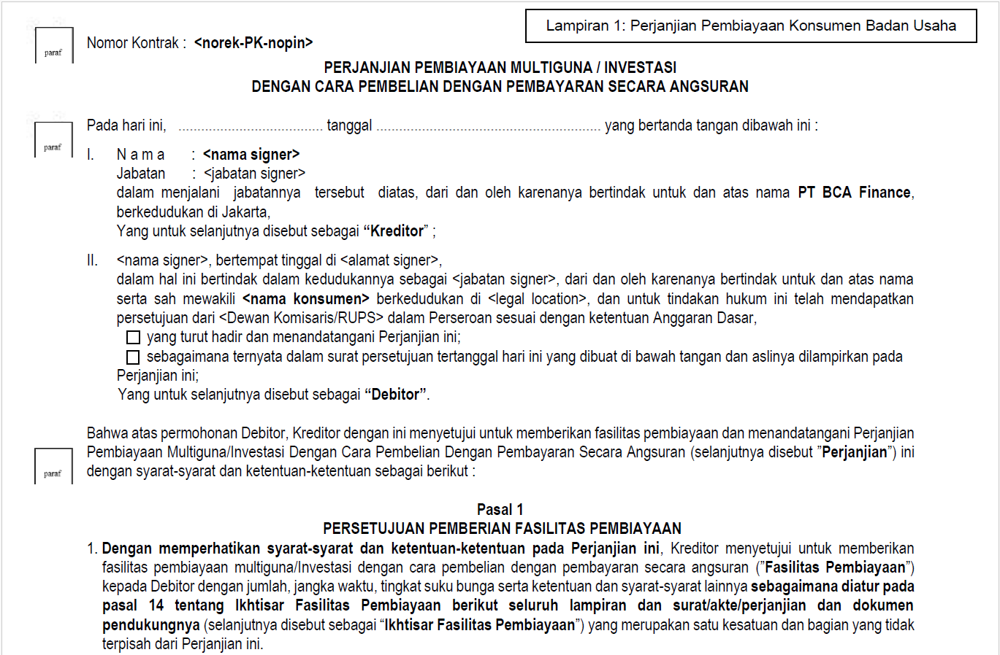 Lampiran 1: Perjanjian Pembiayaan Konsumen Badan Usaha
paraf
Nomor Kontrak : <norek-PK-nopin>
PERJANJIAN PEMBIAYAAN MULTIGUNA / INVESTASI
DENGAN CARA PEMBELIAN DENGAN PEMBAYARAN SECARA ANGSURAN
paraf
Pada hari ini, ...................................... tanggal ........................................................... yang bertanda tangan dibawah ini :
I. N a m a : <nama signer>
Jabatan : <jabatan signer>
dalam menjalani jabatannya tersebut diatas, dari dan oleh karenanya bertindak untuk dan atas nama PT BCA Finance,
berkedudukan di Jakarta,
Yang untuk selanjutnya disebut sebagai “Kreditor” ;
II. <nama signer>, bertempat tinggal di <alamat signer>,
dalam hal ini bertindak dalam kedudukannya sebagai <jabatan signer>, dari dan oleh karenanya bertindak untuk dan atas nama
serta sah mewakili <nama konsumen> berkedudukan di <legal location>, dan untuk tindakan hukum ini telah mendapatkan
persetujuan dari <Dewan Komisaris/RUPS> dalam Perseroan sesuai dengan ketentuan Anggaran Dasar,
yang turut hadir dan menandatangani Perjanjian ini;
sebagaimana ternyata dalam surat persetujuan tertanggal hari ini yang dibuat di bawah tangan dan aslinya dilampirkan pada
Perjanjian ini;
Yang untuk selanjutnya disebut sebagai “Debitor”.
Bahwa atas permohonan Debitor, Kreditor dengan ini menyetujui untuk memberikan fasilitas pembiayaan dan menandatangani Perjanjian
Pembiayaan Multiguna/Investasi Dengan Cara Pembelian Dengan Pembayaran Secara Angsuran (selanjutnya disebut ”Perjanjian”) ini
dengan syarat-syarat dan ketentuan-ketentuan sebagai berikut :
paraf
Pasal 1
PERSETUJUAN PEMBERIAN FASILITAS PEMBIAYAAN
1. Dengan memperhatikan syarat-syarat dan ketentuan-ketentuan pada Perjanjian ini, Kreditor menyetujui untuk memberikan
fasilitas pembiayaan multiguna/Investasi dengan cara pembelian dengan pembayaran secara angsuran (”Fasilitas Pembiayaan”)
kepada Debitor dengan jumlah, jangka waktu, tingkat suku bunga serta ketentuan dan syarat-syarat lainnya sebagaimana diatur pada
pasal 14 tentang Ikhtisar Fasilitas Pembiayaan berikut seluruh lampiran dan surat/akte/perjanjian dan dokumen
pendukungnya (selanjutnya disebut sebagai “Ikhtisar Fasilitas Pembiayaan”) yang merupakan satu kesatuan dan bagian yang tidak
terpisah dari Perjanjian ini.